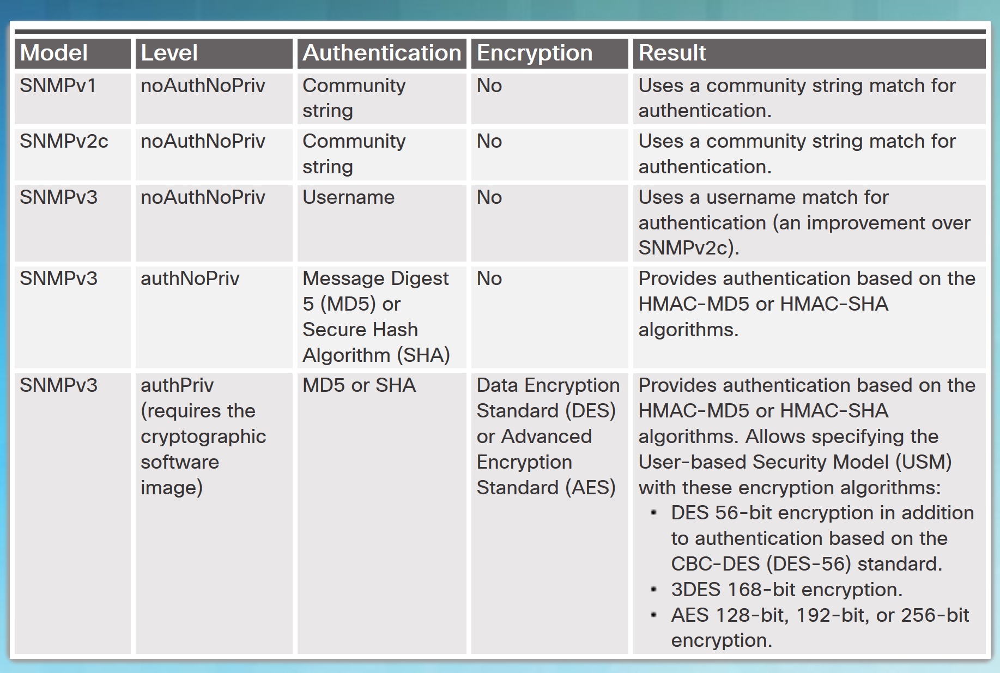 Model Level Authentication Encryption Result
SNMPv1 noAuthNoPriv Community string No Uses a community string match for
authentication.
SNMPv2c noAuthNoPriv Community string No Uses a community string match for
authentication.
SNMPv3 noAuthNoPriv Username No Uses a username match for
authentication (an improvement over
SNMPv2c).
SNMPv3 authNoPriv Message Digest
5 (MD5) or
Secure Hash
Algorithm (SHA)
No
Provides authentication based on the
HMAC-MD5 or HMAC-SHA
algorithms.
SNMPv3
authPriv
(requires the
cryptographic
software
image)
MD5 or SHA
Data Encryption
Standard (DES)
or Advanced
Encryption
Standard (AES)
Provides authentication based on the
HMAC-MD5 or HMAC-SHA
algorithms. Allows specifying the
User-based Security Model (USM)
with these encryption algorithms:
▪ DES 56-bit encryption in addition
to authentication based on the
CBC-DES (DES-56) standard.
▪ 3DES 168-bit encryption.
▪ AES 128-bit, 192-bit, or 256-bit
encryption.